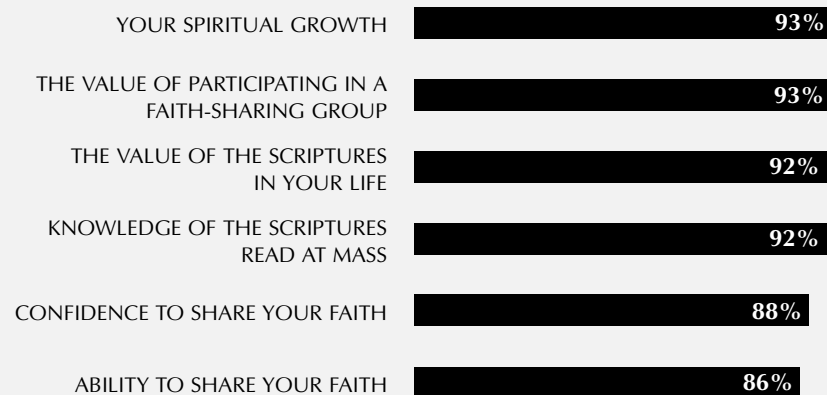 YOUR SPIRITUAL GROWTH 93%
THE VALUE OF PARTICIPATING IN A
FAITH-SHARING GROUP 93%
THE VALUE OF THE SCRIPTURES
IN YOUR LIFE 92%
KNOWLEDGE OF THE SCRIPTURES
READ AT MASS 92%
CONFIDENCE TO SHARE YOUR FAITH 88%
ABILITY TO SHARE YOUR FAITH 86%